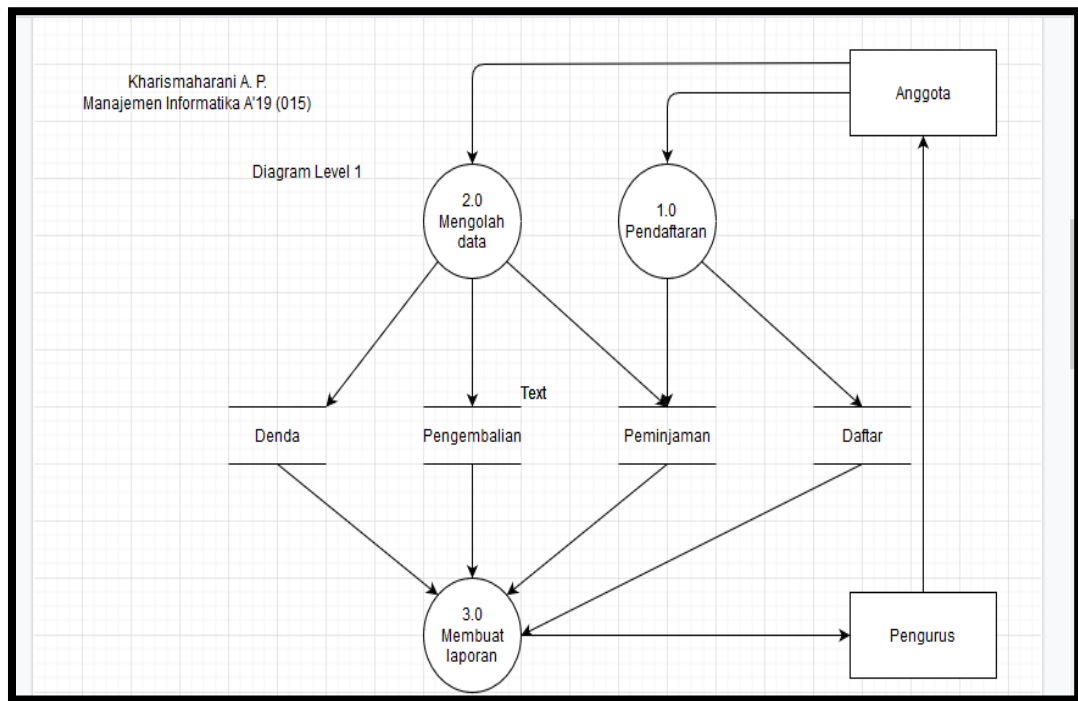 Kharismaharani A. P.
Manajemen Informatika A'19 (015)
Anggota
Diagram Level 1
2.0
Mengolah
data
1.0
Pendaftaran
Text
Denda
Pengembalian
Peminjaman
Daftar
3.0
Membuat
laporan
Pengurus